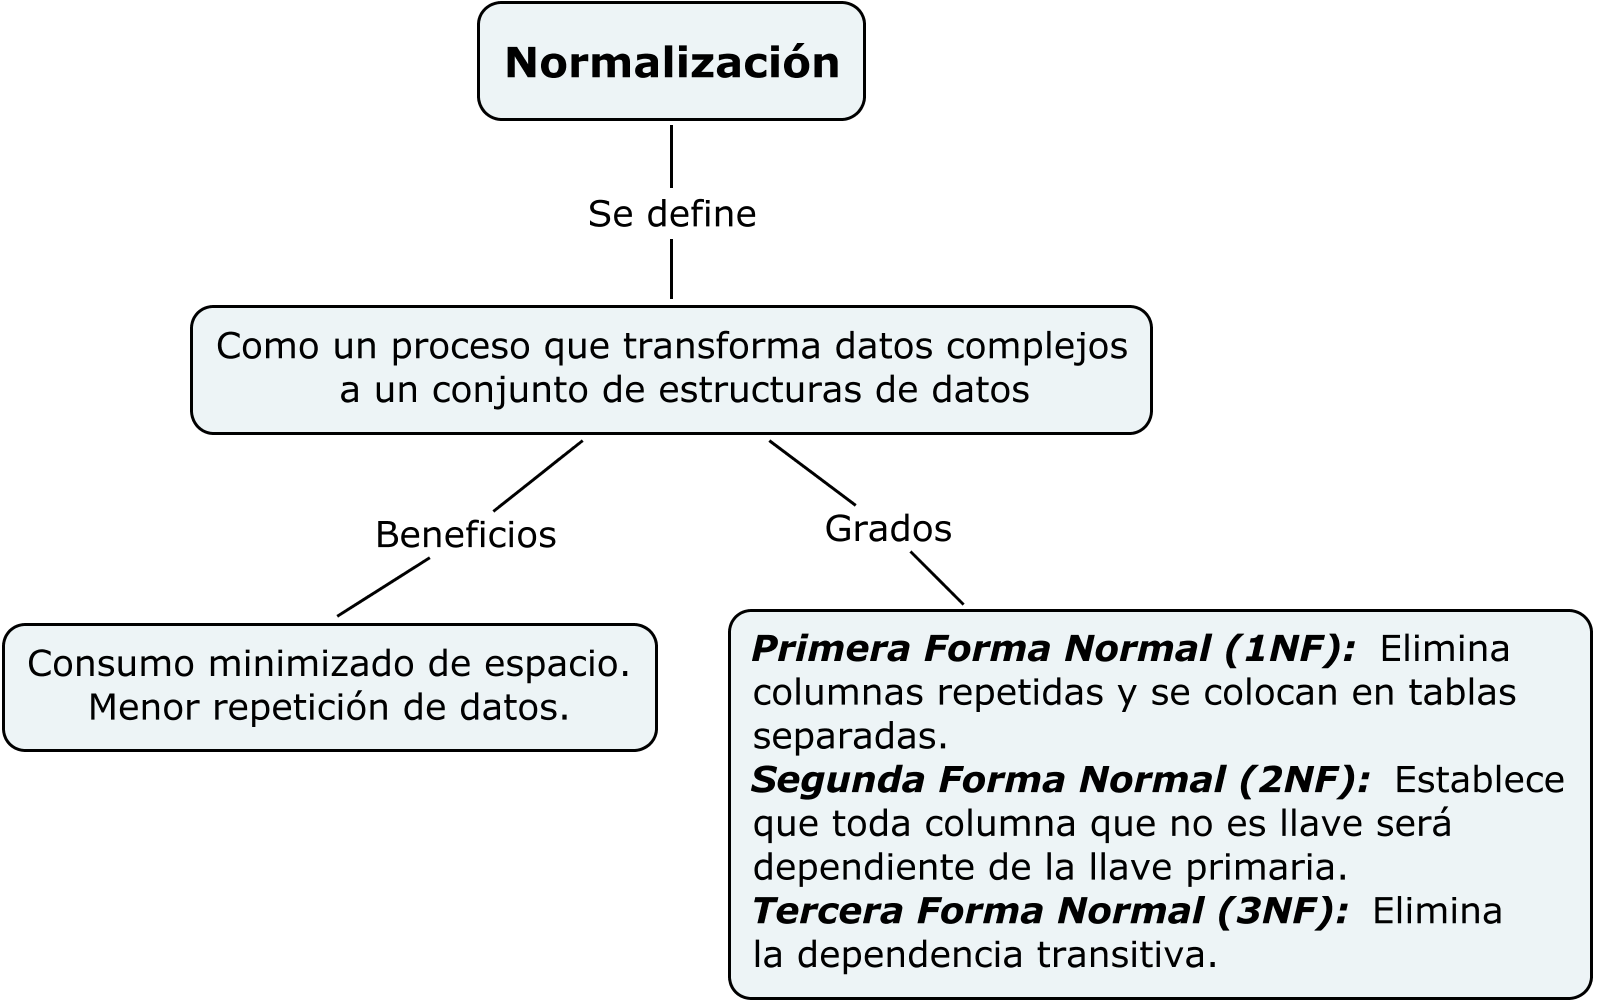 Normalización
Se define
Como un proceso que transforma datos complejos
a un conjunto de estructuras de datos
Beneficios
Grados
Consumo minimizado de espacio.
Menor repetición de datos.
Primera Forma Normal (1NF): Elimina
columnas repetidas y se colocan en tablas
separadas.
Segunda Forma Normal (2NF): Establece
que toda columna que no es llave será
dependiente de la llave primaria.
Tercera Forma Normal (3NF): Elimina
la dependencia transitiva.